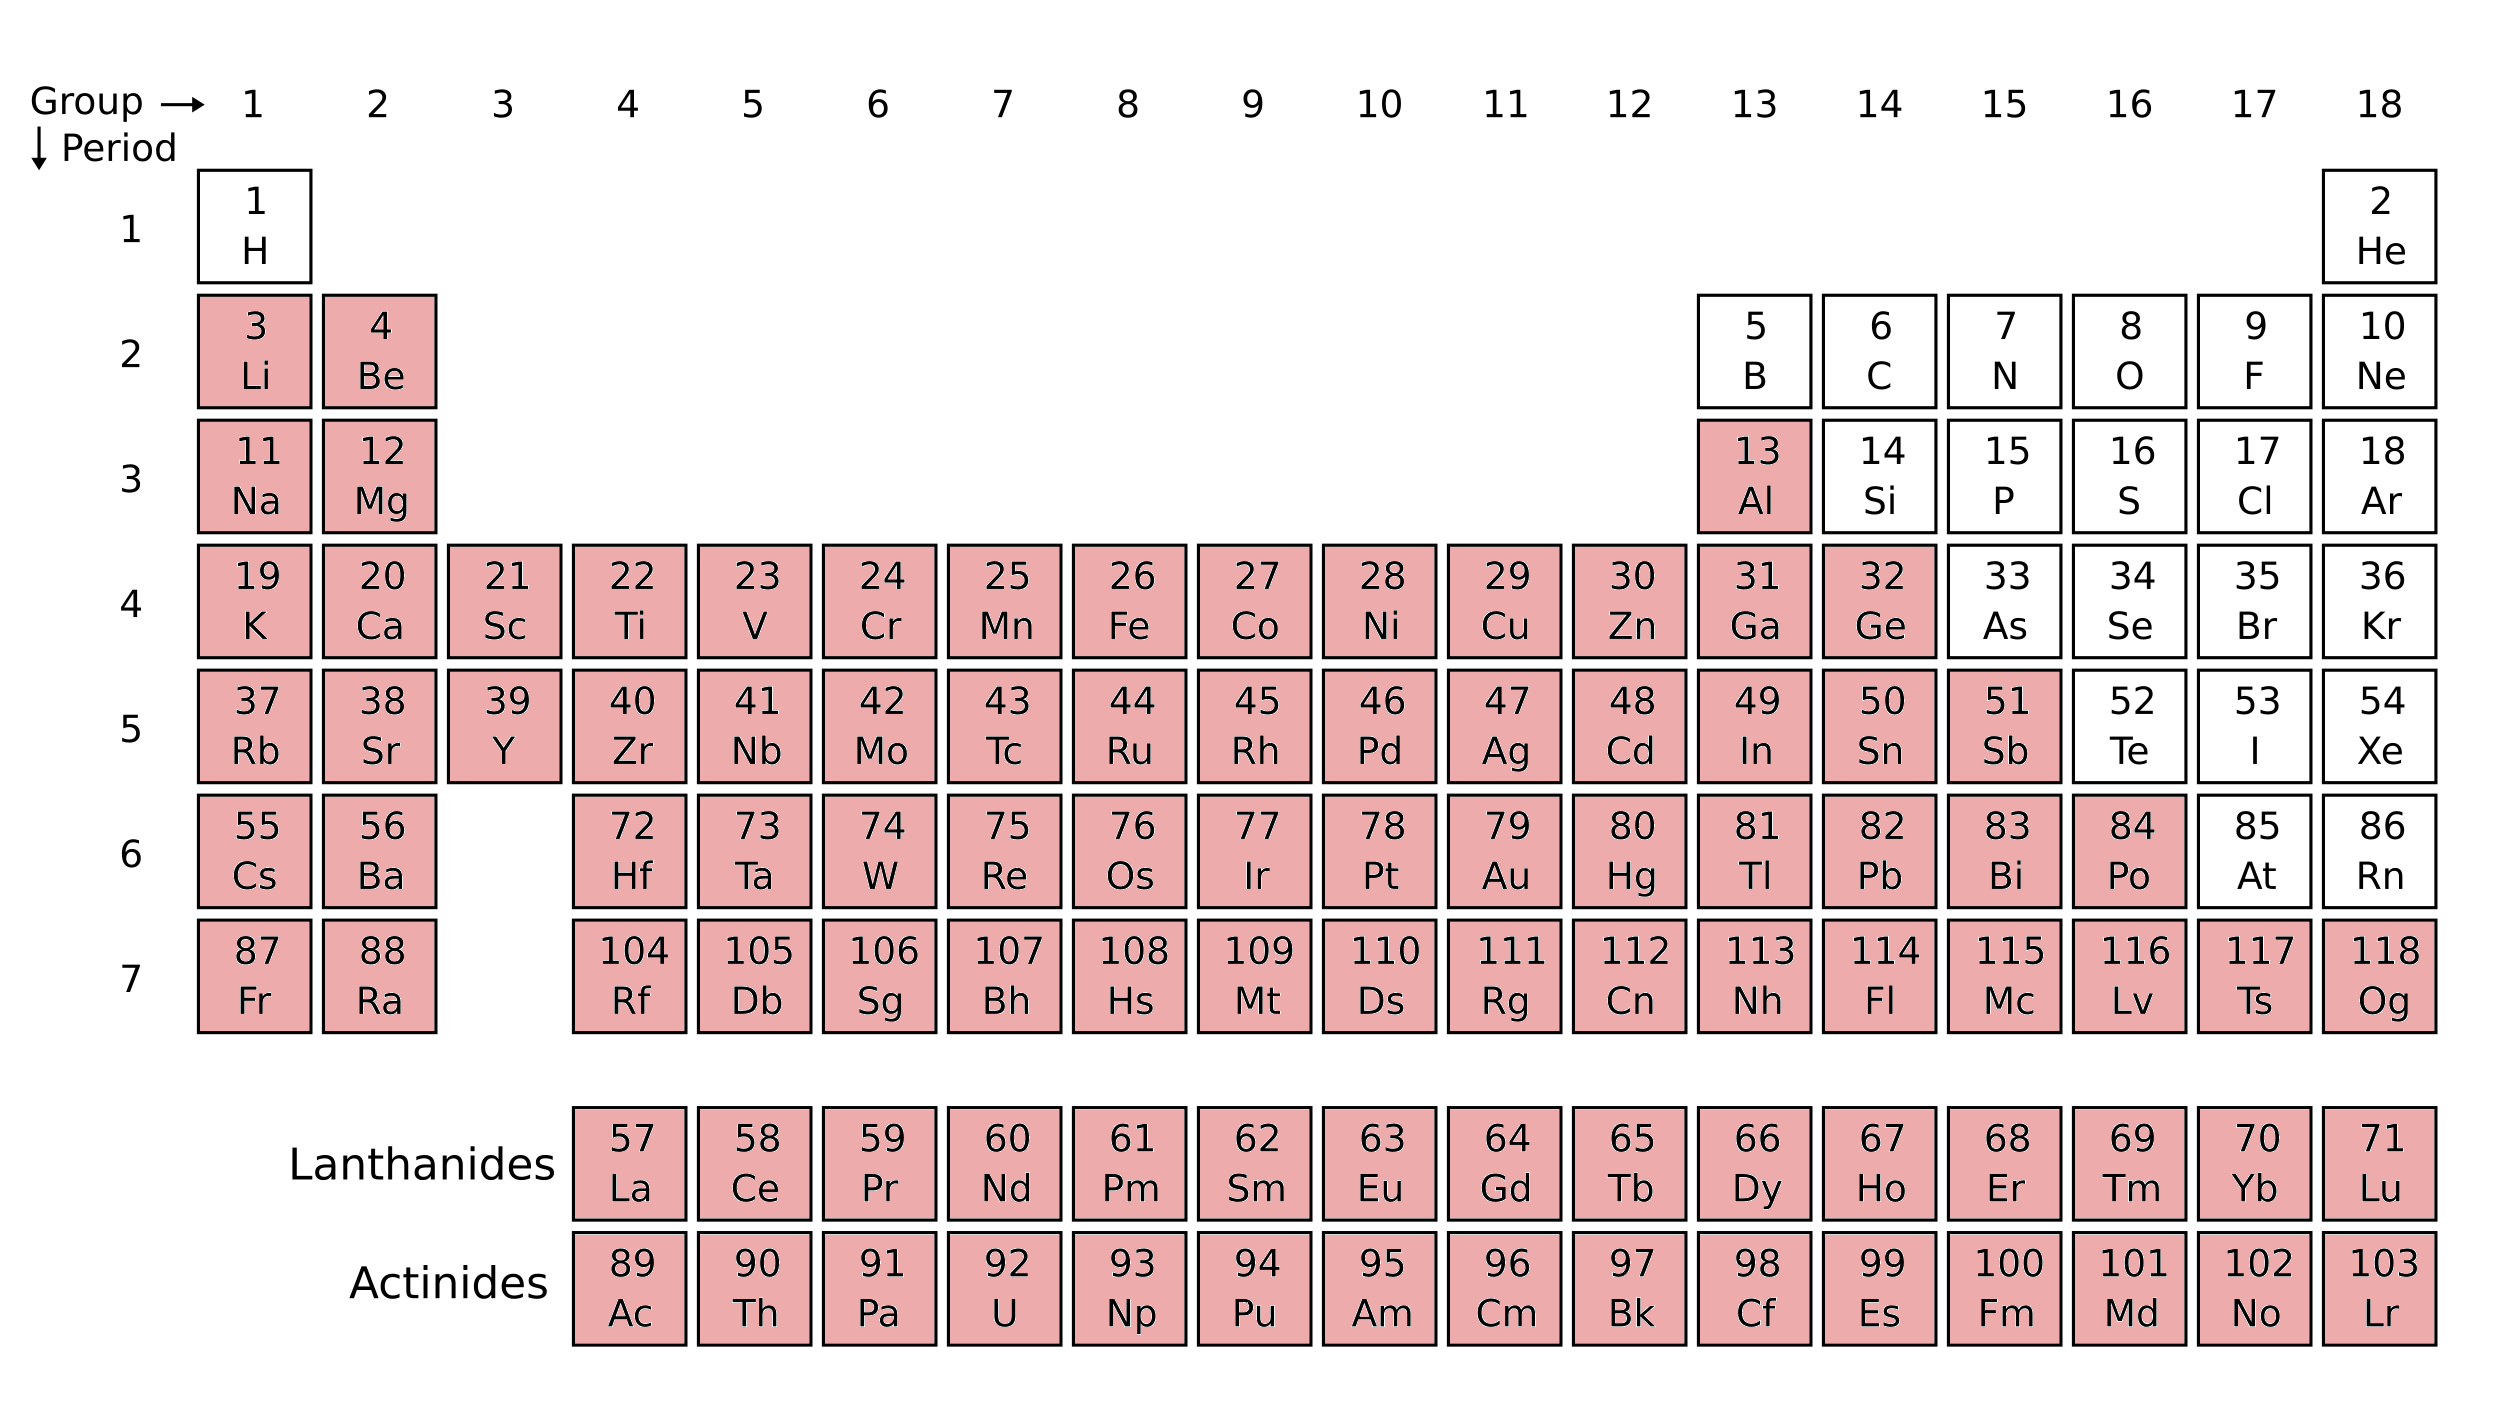 Group 1 2 3 4 5 6 7 8 9 10 11 12 13 14 15 16 17 18
Period
1 2
1 H He
3 4 5 6 7 8 9 10
2 Li Be B C N O F Ne
11 12 13 14 15 16 17 18
3 Na Mg Al Si P S Cl Ar
19 20 21 22 23 24 25 26 27 28 29 30 31 32 33 34 35 36
4 K Ca Sc Ti V Cr Mn Fe Co Ni Cu Zn Ga Ge As Se Br Kr
37 38 39 40 41 42 43 44 45 46 47 48 49 50 51 52 53 54
5 Rb Sr Y Zr Nb Mo Tc Ru Rh Pd Ag Cd In Sn Sb Te I Xe
55 56 72 73 74 75 76 77 78 79 80 81 82 83 84 85 86
6 Cs Ba Hf Ta W Re Os Ir Pt Au Hg Tl Pb Bi Po At Rn
87 88 104 105 106 107 108 109 110 111 112 113 114 115 116 117 118
7 Fr Ra Rf Db Sg Bh Hs Mt Ds Rg Cn Nh Fl Mc Lv Ts Og
57 58 59 60 61 62 63 64 65 66 67 68 69 70 71
Lanthanides La Ce Pr Nd Pm Sm Eu Gd Tb Dy Ho Er Tm Yb Lu
89 90 91 92 93 94 95 96 97 98 99 100 101 102 103
Actinides Ac Th Pa U Np Pu Am Cm Bk Cf Es Fm Md No Lr